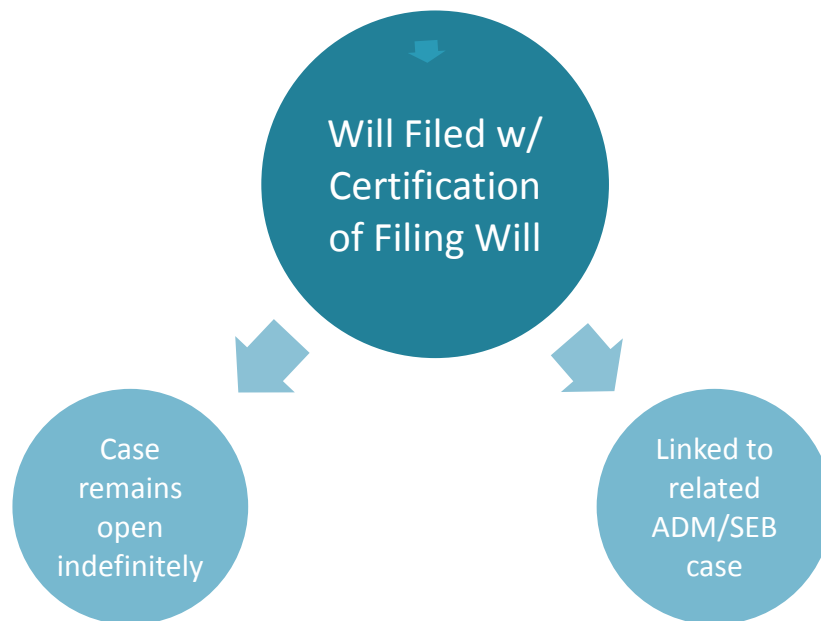 Will Filed w/
Certification
of Filing Will
Case
remains
open
indefinitely
Linked to
related
ADM/SEB
case